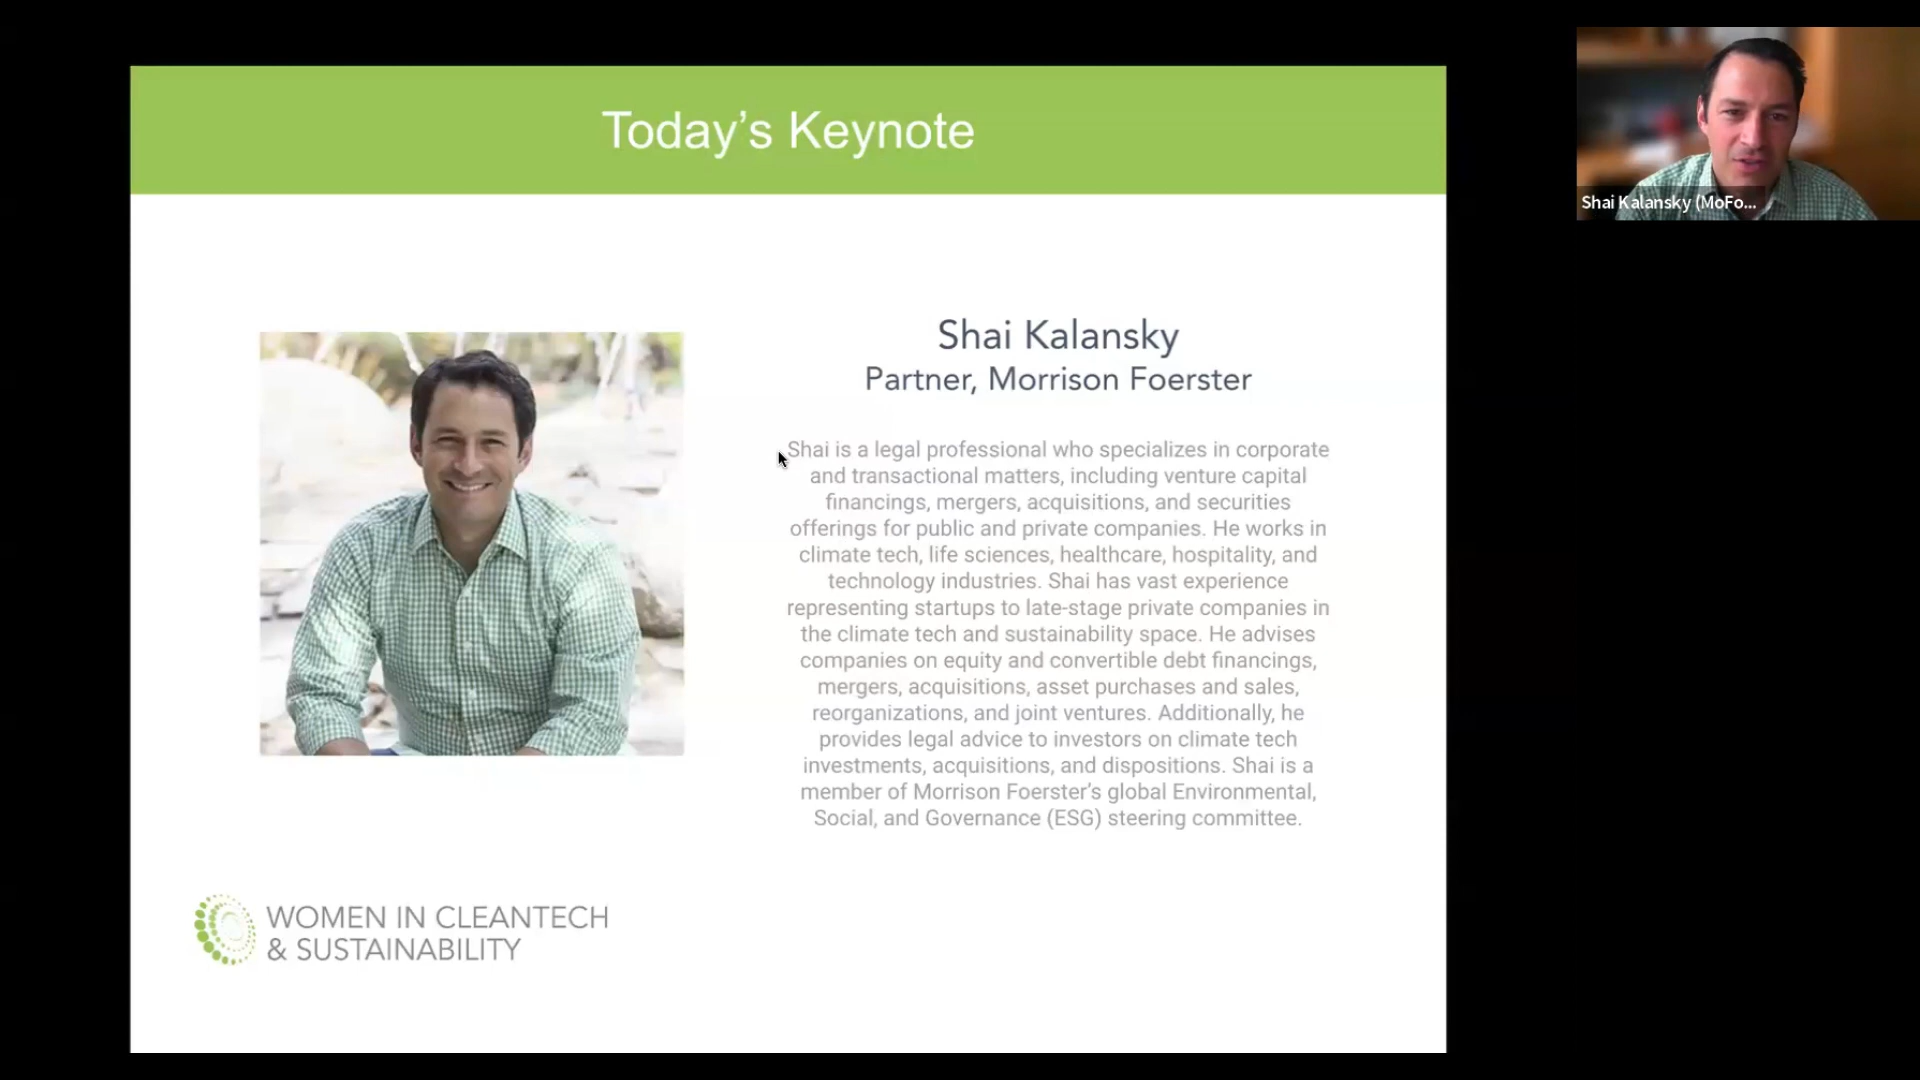 Today’s Keynote
Shai Kalansky (MoFo...
Shai Kalansky
Partner, Morrison Foerster
Shai is a legal professional who specializes in corporate
and transactional matters, including venture capital
financings, mergers, acquisitions, and securities
offerings for public and private companies. He works in
climate tech, life sciences, healthcare, hospitality, and
technology industries. Shai has vast experience
representing startups to late-stage private companies in
the climate tech and sustainability space. He advises
companies on equity and convertible debt financings,
mergers, acquisitions, asset purchases and sales,
reorganizations, and joint ventures. Additionally, he
provides legal advice to investors on climate tech
investments, acquisitions, and dispositions. Shai is a
member of Morrison Foerster’s global Environmental,
Social, and Governance (ESG) steering committee.
WOMEN IN CLEANTECH
& SUSTAINABILITY